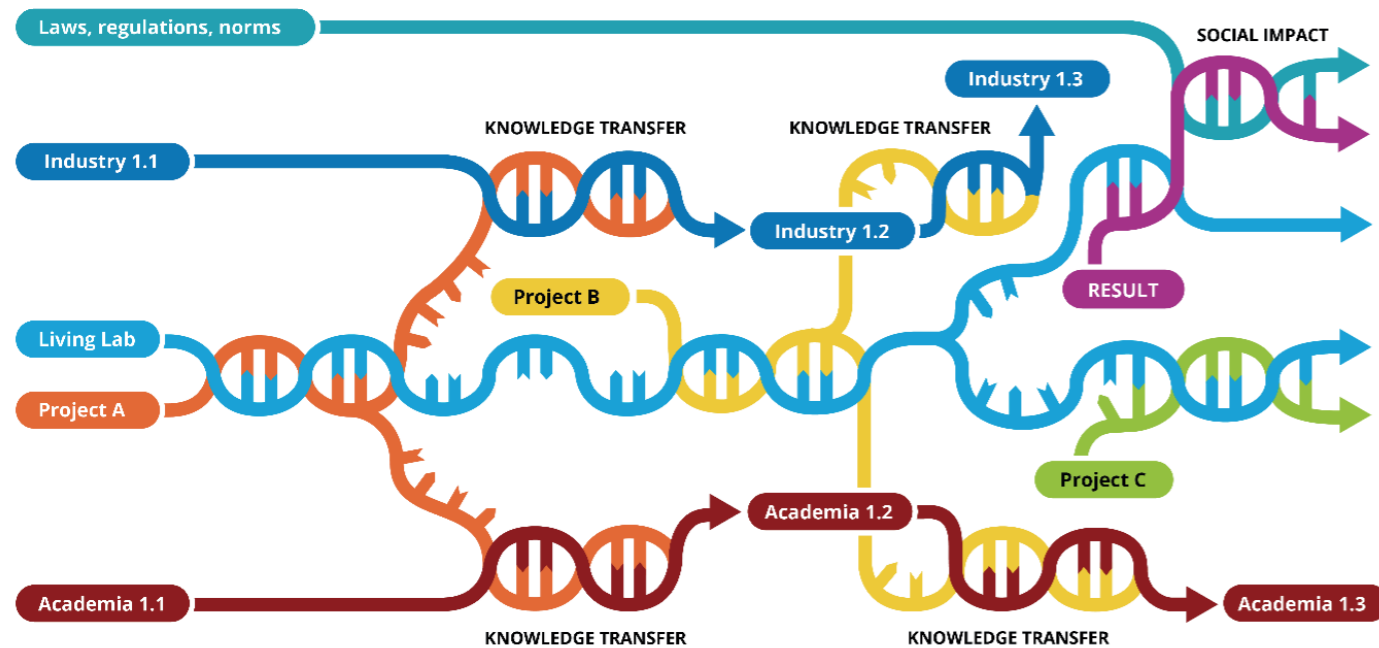 Laws, regulations, norms
SOCIAL IMPACT
Industry 1.3
KNOWLEDGE TRANSFER
KNOWLEDGE TRANSFER
Industry 1.1
Industry 1.2
Project B
RESULT
Living Lab
Project A
Project C
Academia 1.2
Academia 1.1
Academia 1.3
KNOWLEDGE TRANSFER
KNOWLEDGE TRANSFER